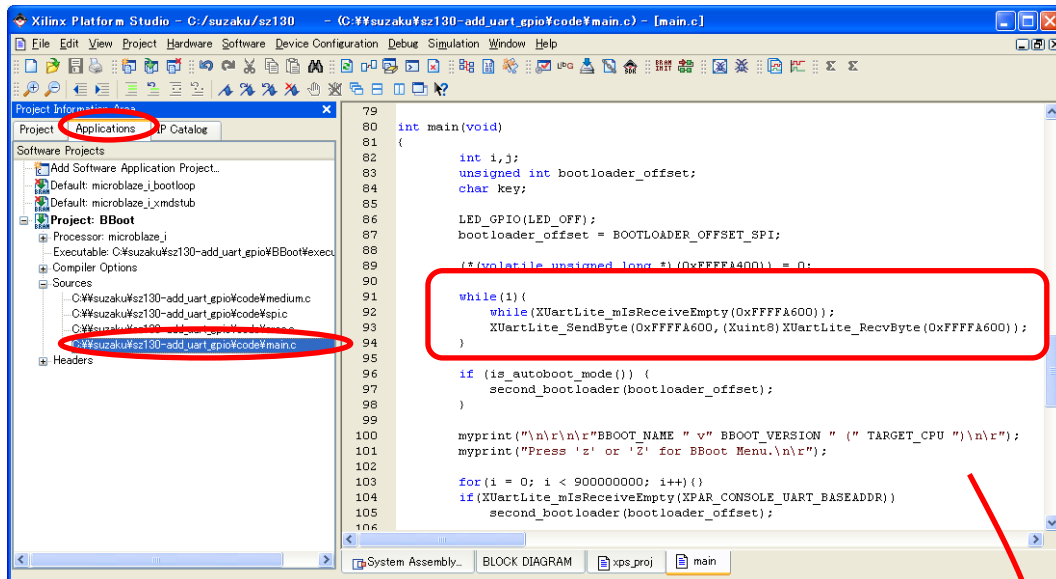 Xilinx Platform Studio - C:/suzaku/sz130 - (C:¥¥suzaku¥sz130-add_uart_gpio¥code¥main.c) - [main.c]
File Edit View Project Hardware Software Device Configuration Debug Simulation Window Help
Project Information Area
Project Applications IP Catalog
Software Projects
Add Software Application Project...
Default: microblaze_i_bootloop
Default: microblaze_i_xmdstub
Project: BBoot
Processor: microblaze_i
Executable: C:¥suzaku¥sz130-add_uart_gpio¥BBoot¥execu
Compiler Options
Sources
C:¥¥suzaku¥sz130-add_uart_gpio¥code¥medium.c
C:¥¥suzaku¥sz130-add_uart_gpio¥code¥spi.c
C:¥¥suzaku¥sz130-add_uart_gpio¥code¥
C:¥¥suzaku¥sz130-add_uart_gpio¥code¥main.c
Headers
79
80 int main(void)
81 {
82 int i,j;
83 unsigned int bootloader_offset;
84 char key;
85
86 LED_GPIO(LED_OFF);
87 bootloader_offset = BOOTLOADER_OFFSET_SPI;
88
89 (*(volatile unsigned long *)(0xFFFFA400)) = 0;
90
91 while(1){
92 while(XUartLite_mIsReceiveEmpty(0xFFFFA600));
93 XUartLite_SendByte(0xFFFFA600,(Xuint8)XUartLite_RecvByte(0xFFFFA600));
94 }
95
96 if (is_autoboot_mode()) {
97 second_bootloader(bootloader_offset);
98 }
99
100 myprint("\n\r\n\r"BBOOT_NAME " v" BBOOT_VERSION " (" TARGET_CPU ")\n\r");
101 myprint("Press 'z' or 'Z' for BBoot Menu.\n\r");
102
103 for(i = 0; i < 900000000; i++){}
104 if(XUartLite_mIsReceiveEmpty(XPAR_CONSOLE_UART_BASEADDR))
105 second_bootloader(bootloader_offset);
106
System Assembly... BLOCK DIAGRAM xps_proj main